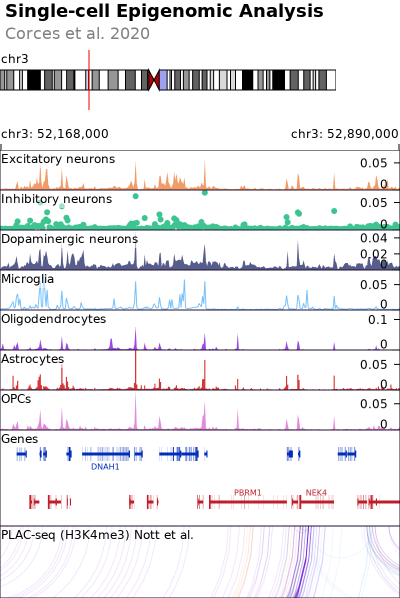 Single-cell Epigenomic Analysis
Corces et al. 2020
chr3
chr3: 52,168,000 chr3: 52,890,000
Excitatory neurons 0.05
0
Inhibitory neurons 0.05
0
Dopaminergic neurons 0.04
0.02
0
Microglia 0.05
0
Oligodendrocytes 0.1
0
Astrocytes 0.05
0
OPCs 0.05
0
Genes
DNAH1
PBRM1 NEK4
PLAC-seq (H3K4me3) Nott et al.